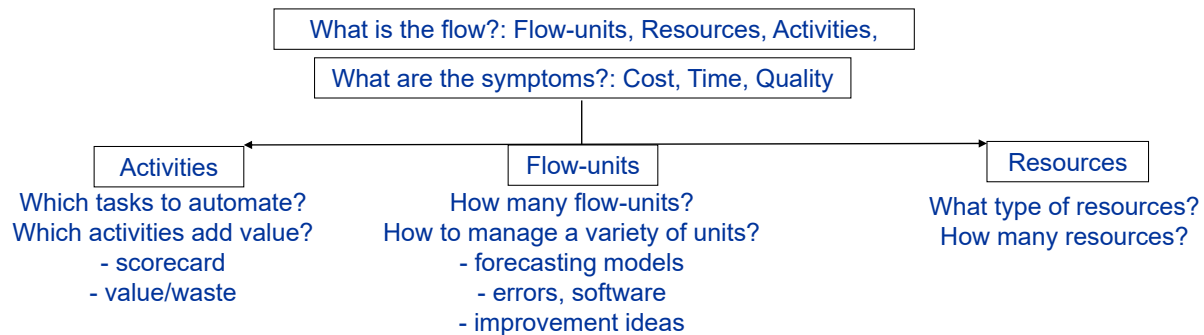 What is the flow?: Flow-units, Resources, Activities,
What are the symptoms?: Cost, Time, Quality
Activities
Which tasks to automate?
Which activities add value?
- scorecard
- value/waste
Flow-units
How many flow-units?
How to manage a variety of units?
- forecasting models
- errors, software
- improvement ideas
Resources
What type of resources?
How many resources?